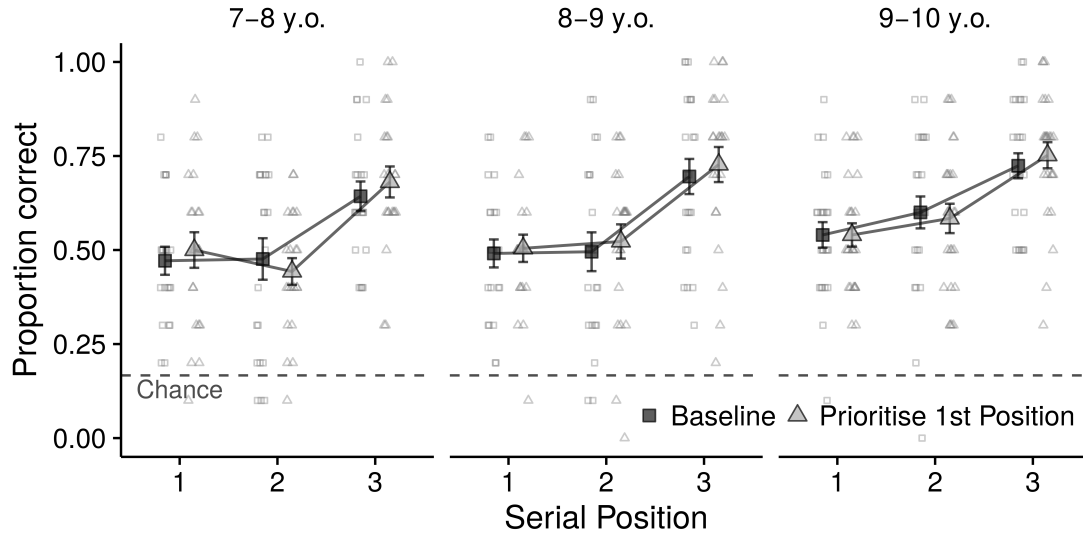 7−8 y.o.
8−9 y.o.
9−10 y.o.
Proportion correct
1.00
0.75
0.50
0.25
0.00
Chance
Baseline
Prioritise 1st Position
1 2 3
1 2 3
1 2 3
Serial Position